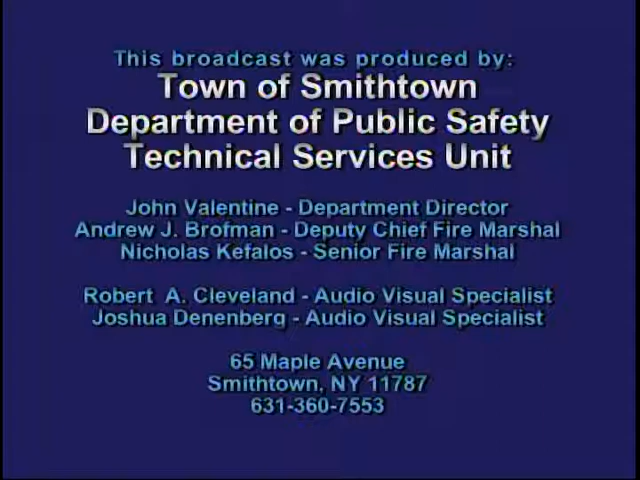 This broadcast was produced by:
Town of Smithtown
Department of Public Safety
Technical Services Unit
John Valentine - Department Director
Andrew J. Brofman - Deputy Chief Fire Marshal
Nicholas Kefalos - Senior Fire Marshal
Robert A. Cleveland - Audio Visual Specialist
Joshua Denenberg - Audio Visual Specialist
65 Maple Avenue
Smithtown, NY 11787
631-360-7553